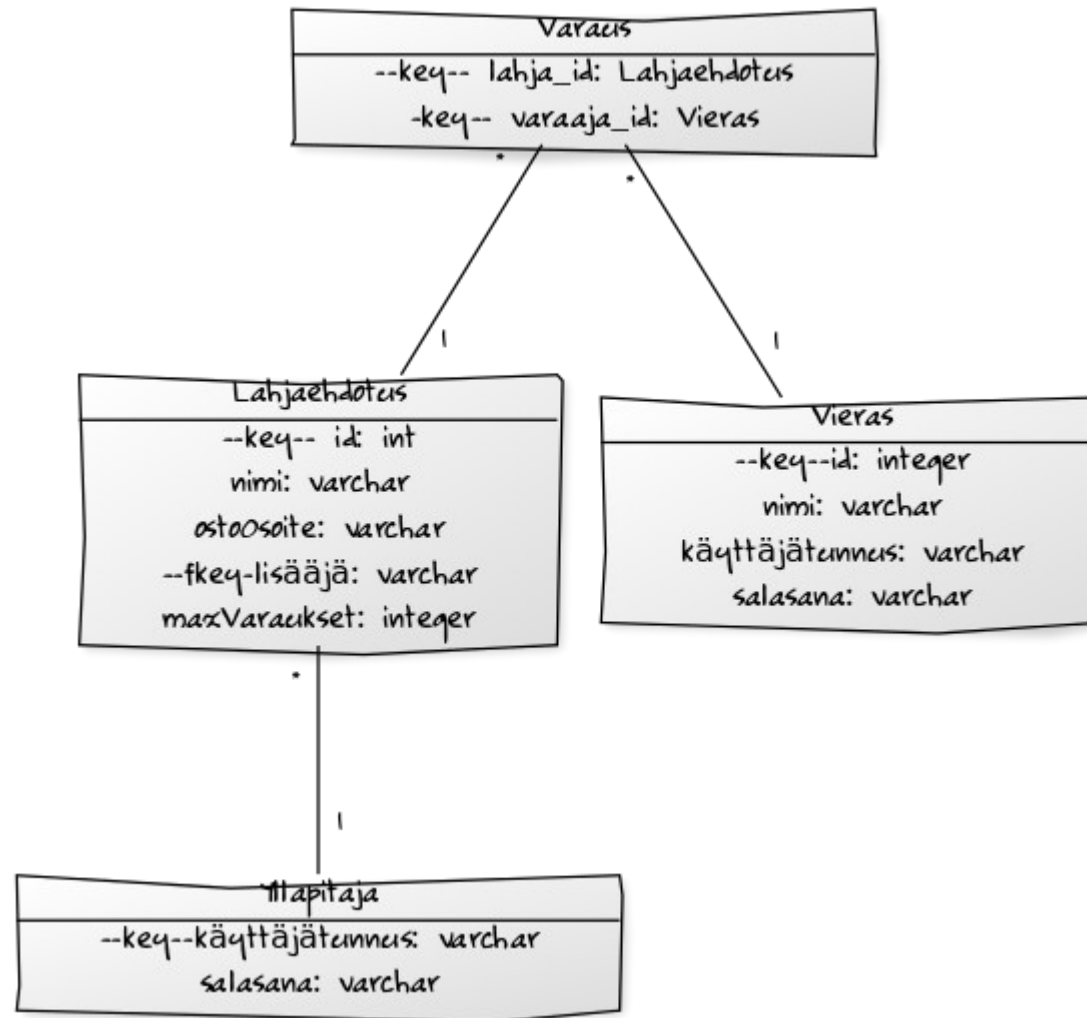 Varaus
--key-- lahja_id: Lahjaehdotus
-key-- varaaja_id: Vieras
*
*
1
1
Lahjaehdotus
--key-- id: int
nimi: varchar
ostoOsoite: varchar
--fkey-lisääjä: varchar
maxVaraukset: integer
Vieras
--key--id: integer
nimi: varchar
käyttäjätunnus: varchar
salasana: varchar
*
1
Yllapitaja
--key--käyttäjätunnus: varchar
salasana: varchar